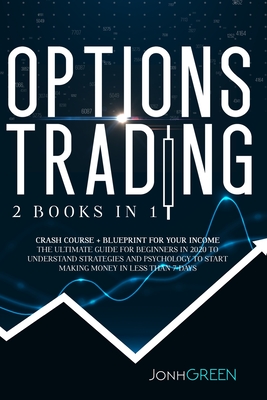 OPTIONS
TRADING
2 BOOKS IN 1
CRASH COURSE + BLUEPRINT FOR YOUR INCOME
THE ULTIMATE GUIDE FOR BEGINNERS IN 2020 TO
UNDERSTAND STRATEGIES AND PSYCHOLOGY TO START
MAKING MONEY IN LESS THAN 7 DAYS
JONHGREEN